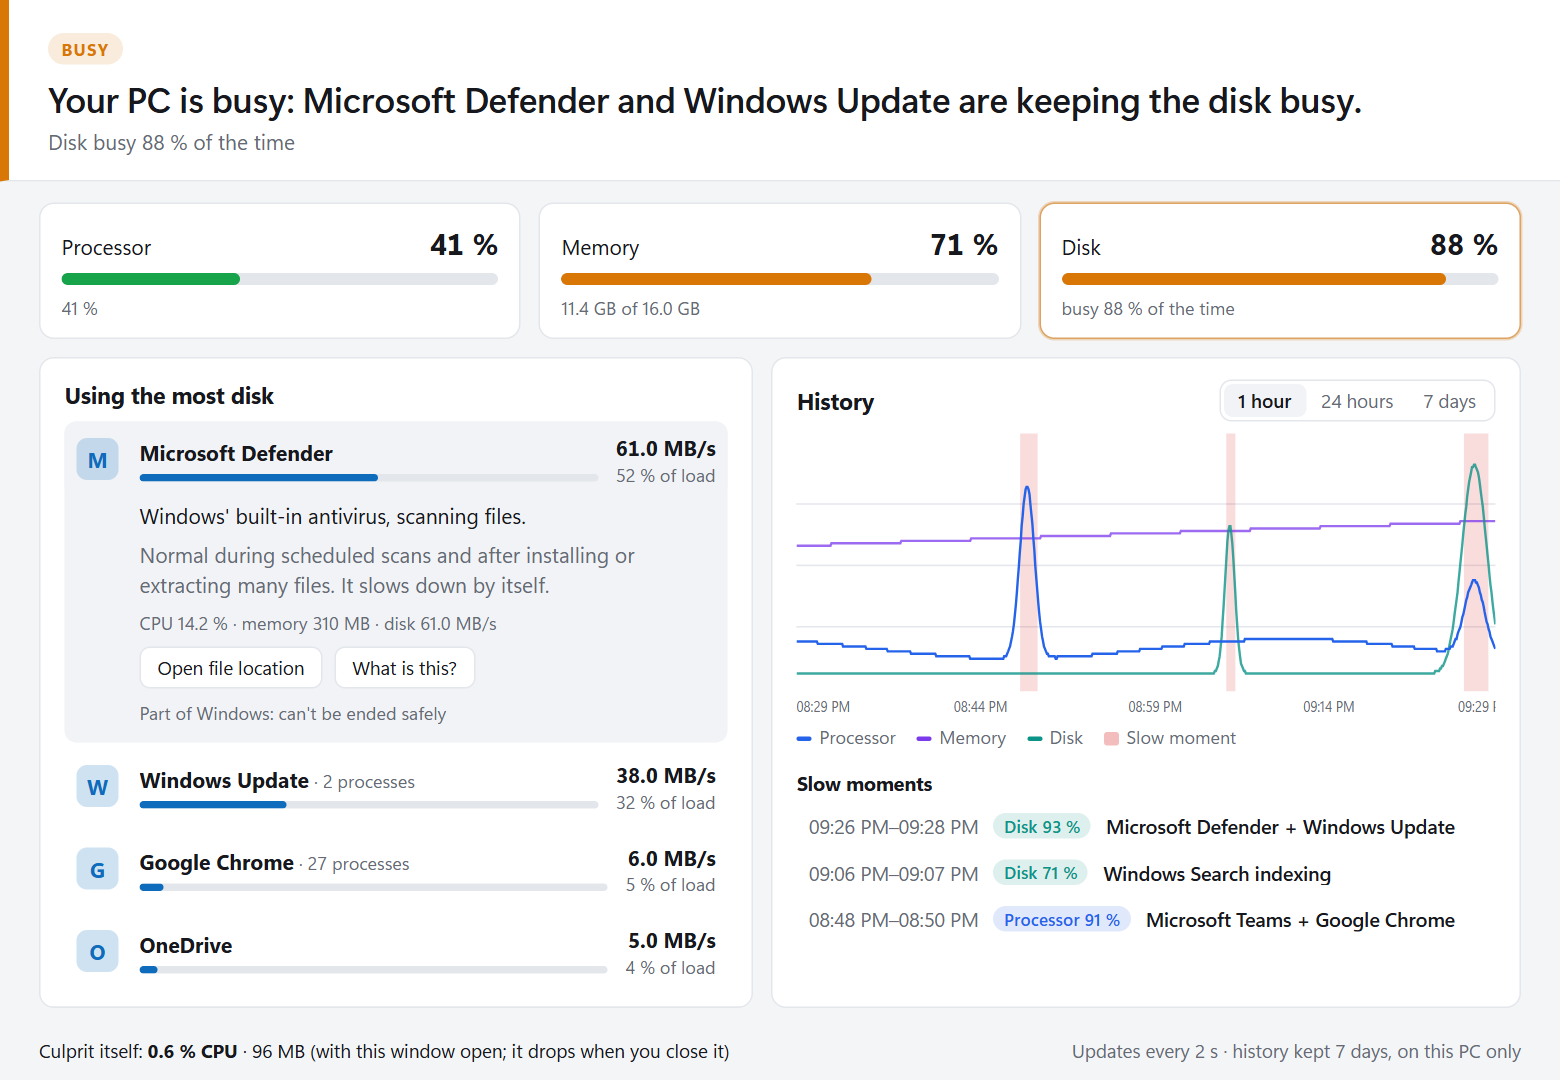 BUSY
Your PC is busy: Microsoft Defender and Windows Update are keeping the disk busy.
Disk busy 88 % of the time
Processor
41 %
41 %
Memory
71 %
11.4 GB of 16.0 GB
Disk
88 %
busy 88 % of the time
Using the most disk
M
Microsoft Defender
61.0 MB/s
52 % of load
Windows' built-in antivirus, scanning files.
Normal during scheduled scans and after installing or
extracting many files. It slows down by itself.
CPU 14.2 % · memory 310 MB · disk 61.0 MB/s
Open file location
What is this?
Part of Windows: can't be ended safely
W
Windows Update · 2 processes
38.0 MB/s
32 % of load
G
Google Chrome · 27 processes
6.0 MB/s
5 % of load
O
OneDrive
5.0 MB/s
4 % of load
History
1 hour
24 hours
7 days
08:29 PM
08:44 PM
08:59 PM
09:14 PM
09:29
Processor
Memory
Disk
Slow moment
Slow moments
09:26 PM–09:28 PM
Disk 93 %
Microsoft Defender + Windows Update
09:06 PM–09:07 PM
Disk 71 %
Windows Search indexing
08:48 PM–08:50 PM
Processor 91 %
Microsoft Teams + Google Chrome
Culprit itself: 0.6 % CPU · 96 MB (with this window open; it drops when you close it)
Updates every 2 s · history kept 7 days, on this PC only